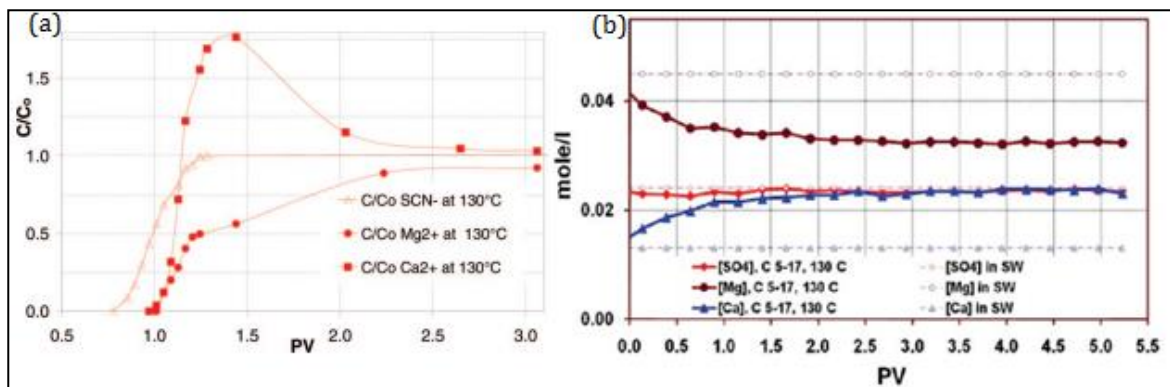 (a)
C/Co
1.5
1.0
0.5
0.0
C/Co SCN- at 130°C
C/Co Mg2+ at 130°C
C/Co Ca2+ at 130°C
0.5 1.0 1.5 2.0 2.5 3.0
PV
(b)
mole/l
0.04
0.02
0.00
[SO4], C 5-17, 130 C [SO4] in SW
[Mg], C 5-17, 130 C [Mg] in SW
[Ca], C 5-17, 130 C [Ca] in SW
0.0 0.5 1.0 1.5 2.0 2.5 3.0 3.5 4.0 4.5 5.0 5.5
PV